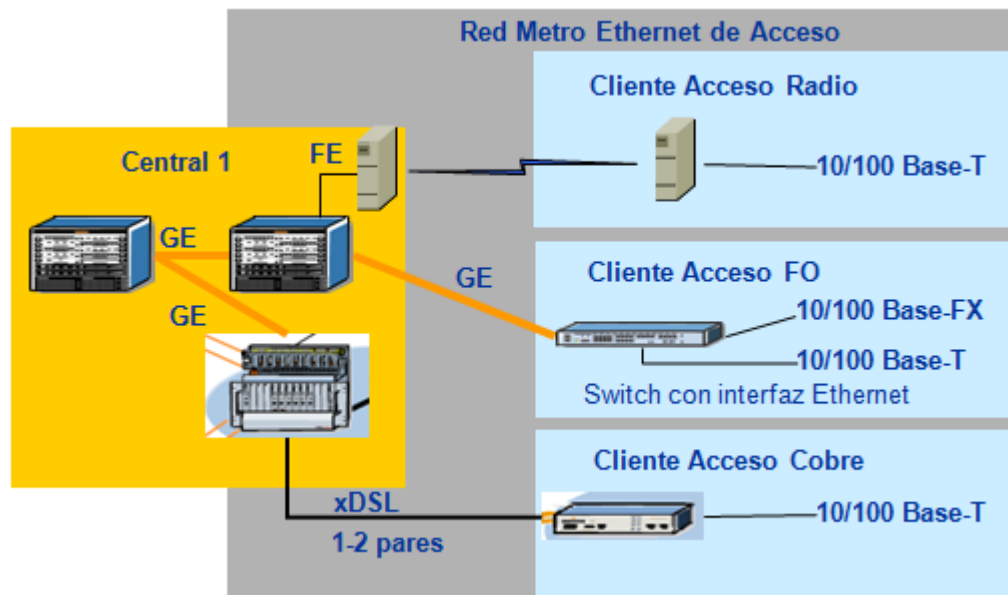 Red Metro Ethernet de Acceso
Cliente Acceso Radio
Central 1
FE
10/100 Base-T
GE
GE
Cliente Acceso FO
GE
10/100 Base-FX
10/100 Base-T
Switch con interfaz Ethernet
Cliente Acceso Cobre
xDSL
10/100 Base-T
1-2 pares